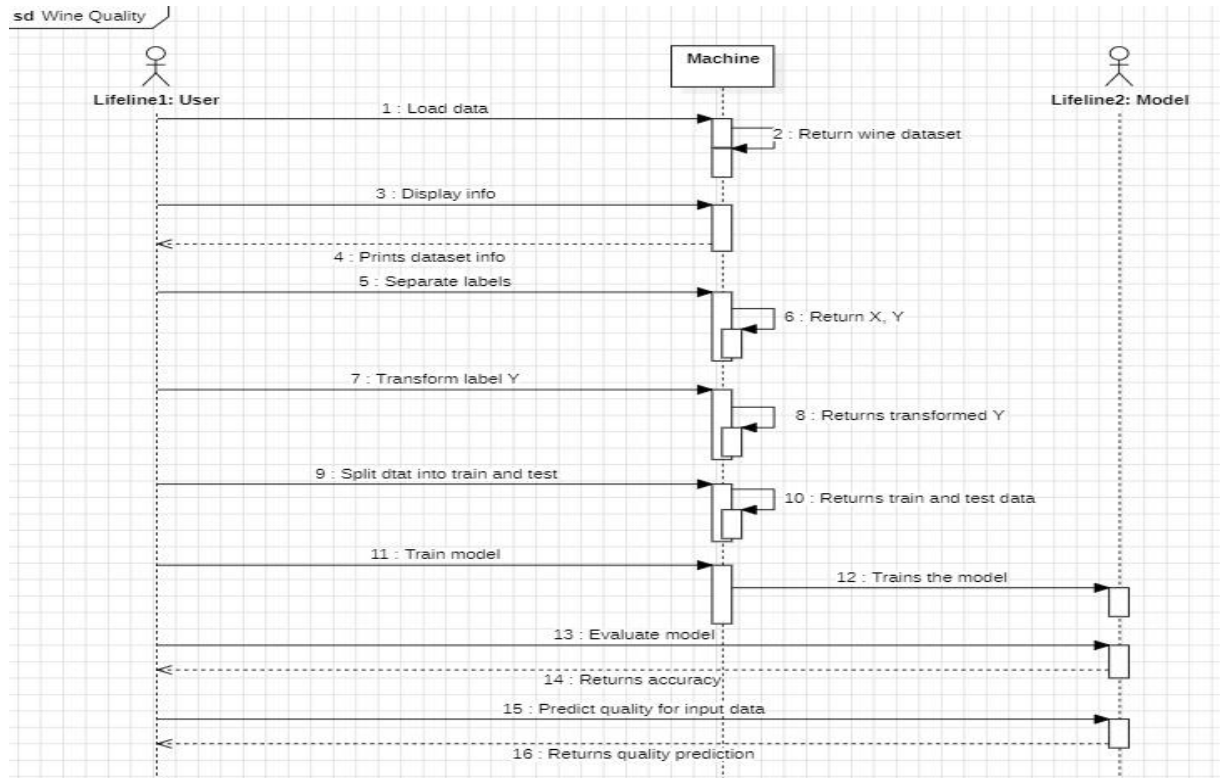 sd Wine Quality
Machine
Lifeline1: User
Lifeline2: Model
1 : Load data
2 : Return wine dataset
3 : Display info
4 : Prints dataset info
5 : Separate labels
6 : Return X, Y
7 : Transform label Y
8 : Returns transformed Y
9 : Split dtat into train and test
10 : Returns train and test data
11 : Train model
12 : Trains the model
13 : Evaluate model
14 : Returns accuracy
15 : Predict quality for input data
16 : Returns quality prediction